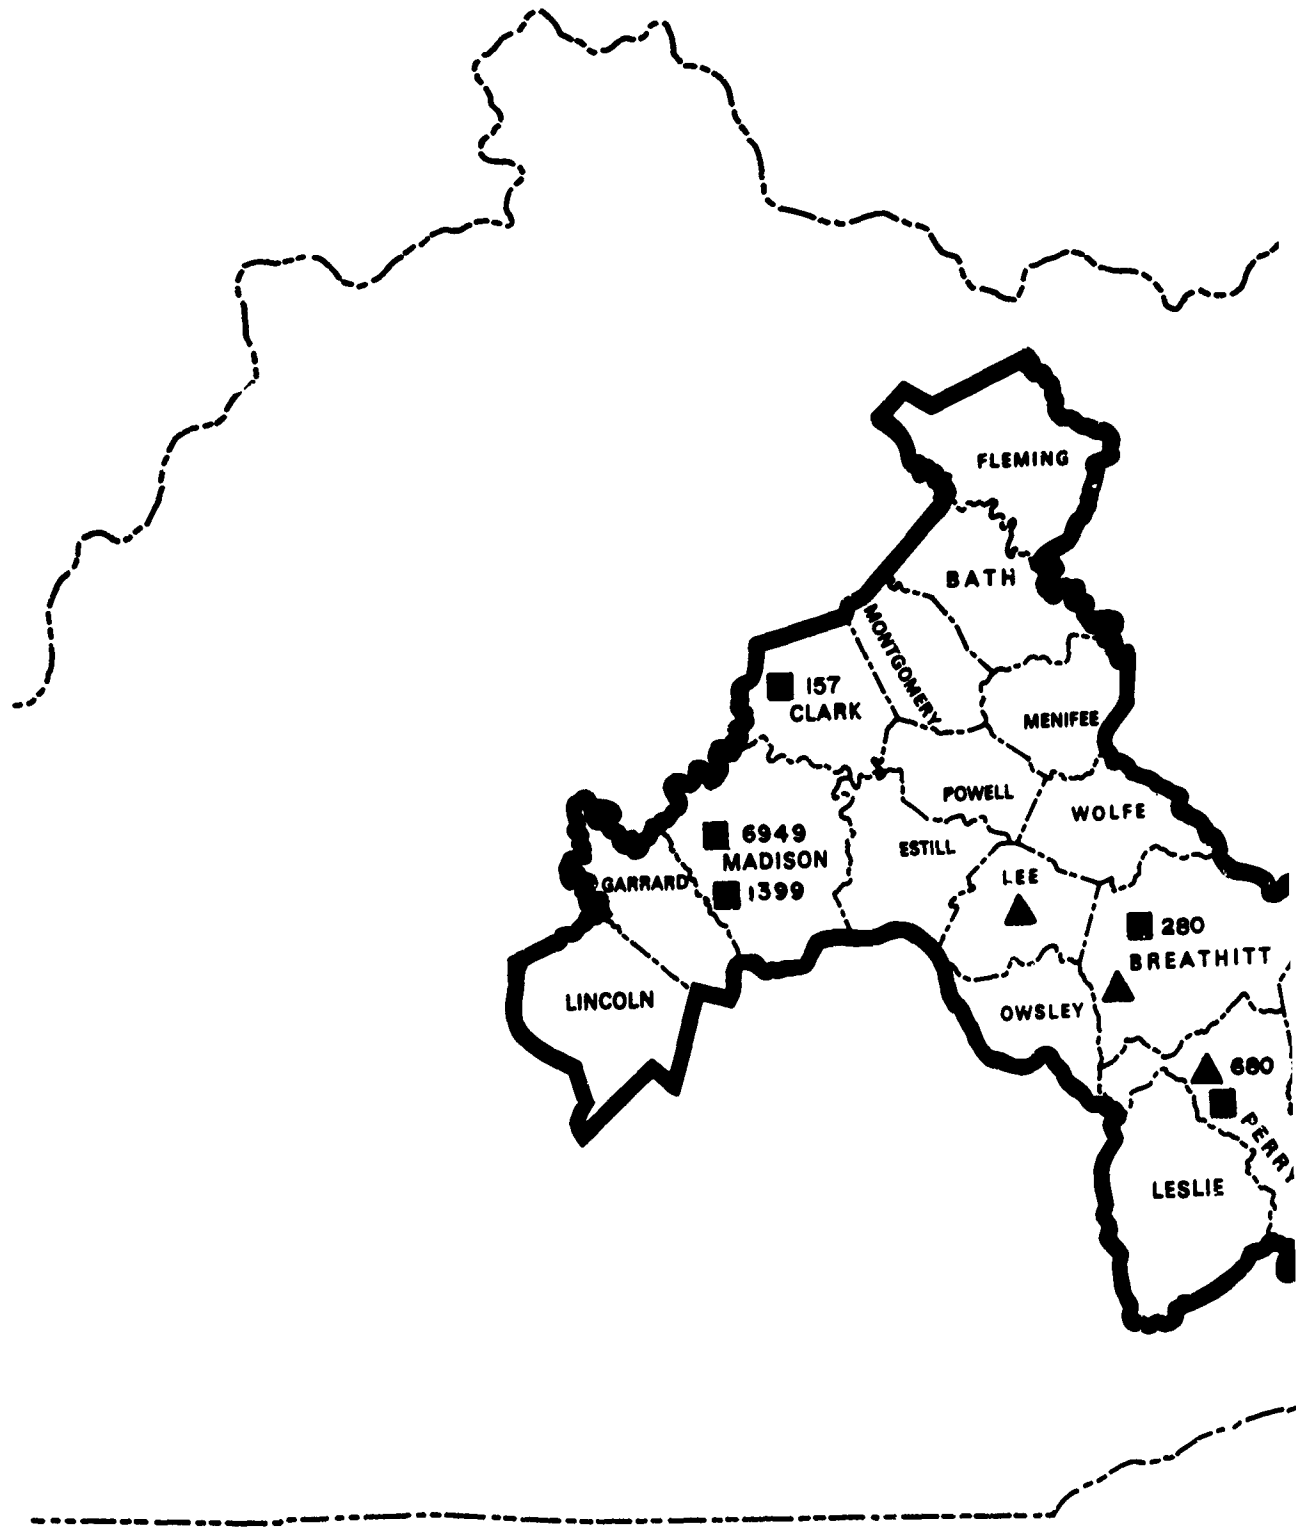 FLEMING
BATH
MONTGOMERY
157
CLARK
MENIFEE
POWELL
WOLFE
6949
MADISON
ESTILL
GARRARD
1399
LEE
280
BREATHITT
LINCOLN
OWSLEY
680
PERRY
LESLIE